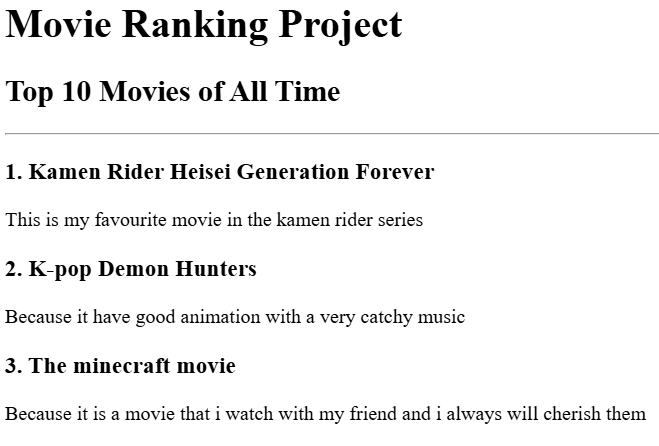 Movie Ranking Project
Top 10 Movies of All Time
1. Kamen Rider Heisei Generation Forever
This is my favourite movie in the kamen rider series
2. K-pop Demon Hunters
Because it have good animation with a very catchy music
3. The minecraft movie
Because it is a movie that i watch with my friend and i always will cherish them